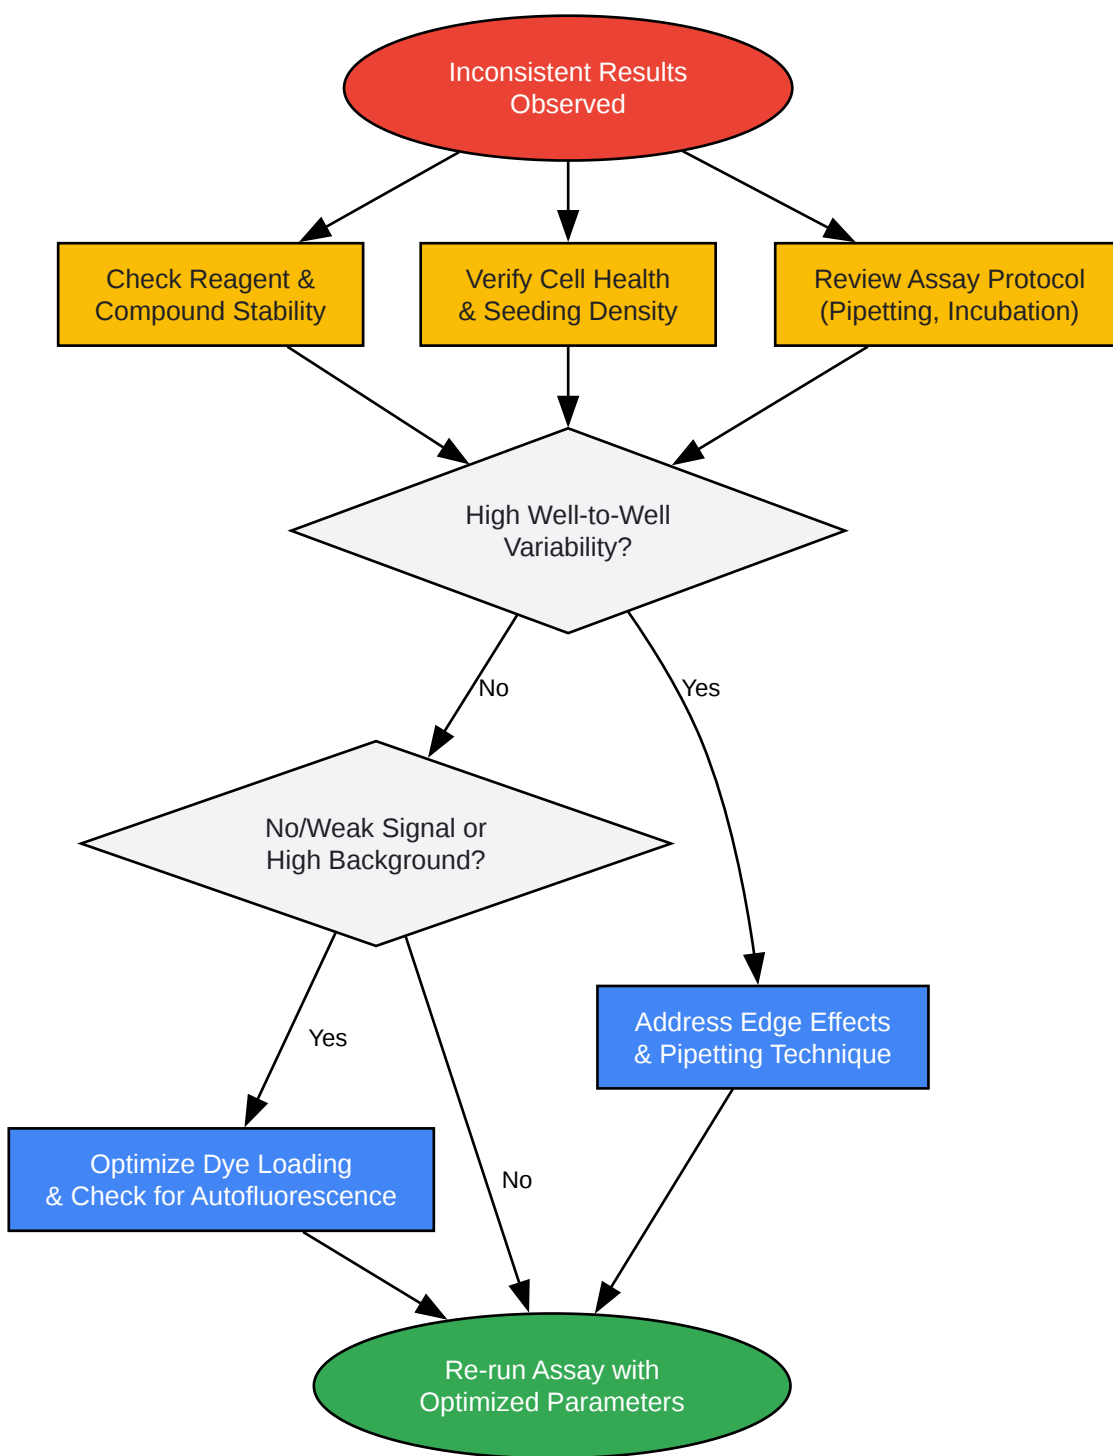 Inconsistent Results
Observed
Check Reagent &
Compound Stability
Verify Cell Health
& Seeding Density
Review Assay Protocol
(Pipetting, Incubation)
High Well-to-Well
Variability?
No
Yes
No/Weak Signal or
High Background?
Address Edge Effects
& Pipetting Technique
Yes
Optimize Dye Loading
& Check for Autofluorescence
No
Re-run Assay with
Optimized Parameters